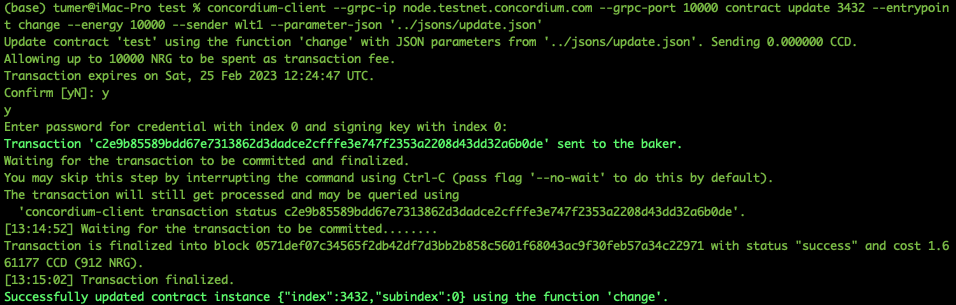 (base) tumer@iMac-Pro test % concordium-client --grpc-ip node.testnet.concordium.com --grpc-port 10000 contract update 3432 --entrypoin
t change --energy 10000 --sender wlt1 --parameter-json '../jsons/update.json'
Update contract 'test' using the function 'change' with JSON parameters from '../jsons/update.json'. Sending 0.000000 CCD.
Allowing up to 10000 NRG to be spent as transaction fee.
Transaction expires on Sat, 25 Feb 2023 12:24:47 UTC.
Confirm [yN]: y
y
Enter password for credential with index 0 and signing key with index 0:
Transaction 'c2e9b85589bdd67e7313862d3dadce2cfffe3e747f2353a2208d43dd32a6b0de' sent to the baker.
Waiting for the transaction to be committed and finalized.
You may skip this step by interrupting the command using Ctrl-C (pass flag '--no-wait' to do this by default).
The transaction will still get processed and may be queried using
'concordium-client transaction status c2e9b85589bdd67e7313862d3dadce2cfffe3e747f2353a2208d43dd32a6b0de'.
[13:14:52] Waiting for the transaction to be committed........
Transaction is finalized into block 0571def07c34565f2db42df7d3bb2b858c5601f68043ac9f30feb57a34c22971 with status "success" and cost 1.6
61177 CCD (912 NRG).
[13:15:02] Transaction finalized.
Successfully updated contract instance {"index":3432,"subindex":0} using the function 'change'.